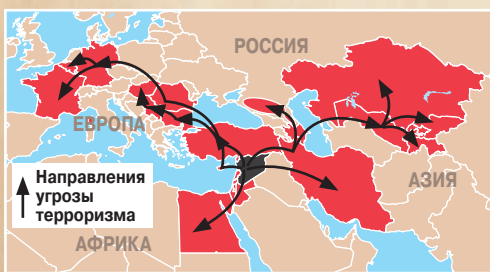 РОССИЯ
ЕВРОПА
АЗИЯ
АФРИКА
Направления
угрозы
терроризма